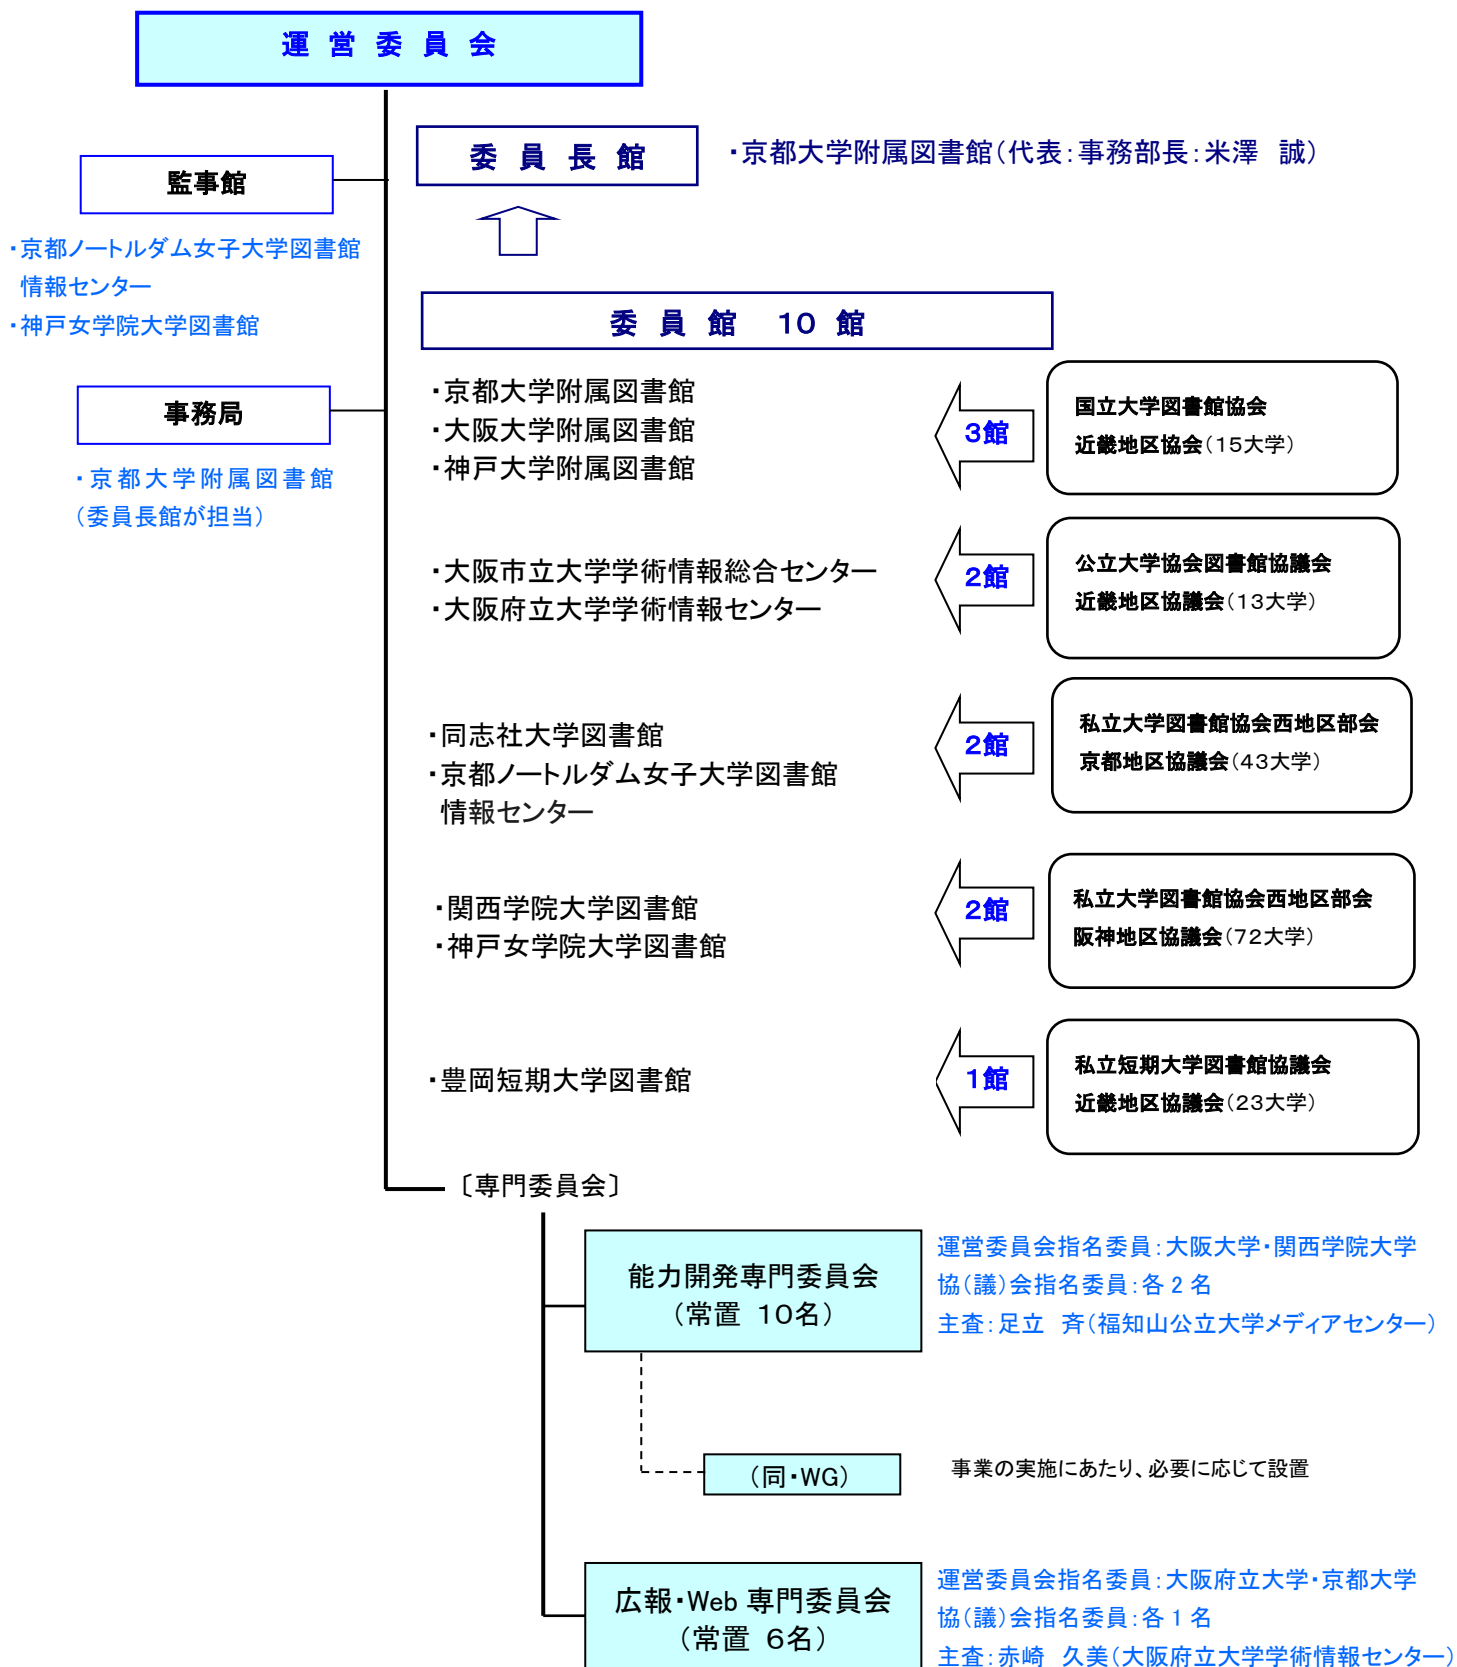 運 営 委 員 会
委 員 長 館
・京都大学附属図書館(代表:事務部長:米澤 誠)
監事館
・京都ノートルダム女子大学図書館
情報センター
・神戸女学院大学図書館
事務局
・京都大学附属図書館
(委員長館が担当)
委 員 館 10 館
・京都大学附属図書館
・大阪大学附属図書館
・神戸大学附属図書館
3館
国立大学図書館協会
近畿地区協会(15大学)
・大阪市立大学学術情報総合センター
・大阪府立大学学術情報センター
2館
公立大学協会図書館協議会
近畿地区協議会(13大学)
・同志社大学図書館
・京都ノートルダム女子大学図書館
情報センター
2館
私立大学図書館協会西地区部会
京都地区協議会(43大学)
・関西学院大学図書館
・神戸女学院大学図書館
2館
私立大学図書館協会西地区部会
阪神地区協議会(72大学)
・豊岡短期大学図書館
1館
私立短期大学図書館協議会
近畿地区協議会(23大学)
〔専門委員会〕
能力開発専門委員会
(常置 10名)
運営委員会指名委員:大阪大学・関西学院大学
協(議)会指名委員:各2名
主査:足立 斉(福知山公立大学メディアセンター)
(同・WG)
事業の実施にあたり、必要に応じて設置
広報・Web 専門委員会
(常置 6名)
運営委員会指名委員:大阪府立大学・京都大学
協(議)会指名委員:各1名
主査:赤崎 久美(大阪府立大学学術情報センター)